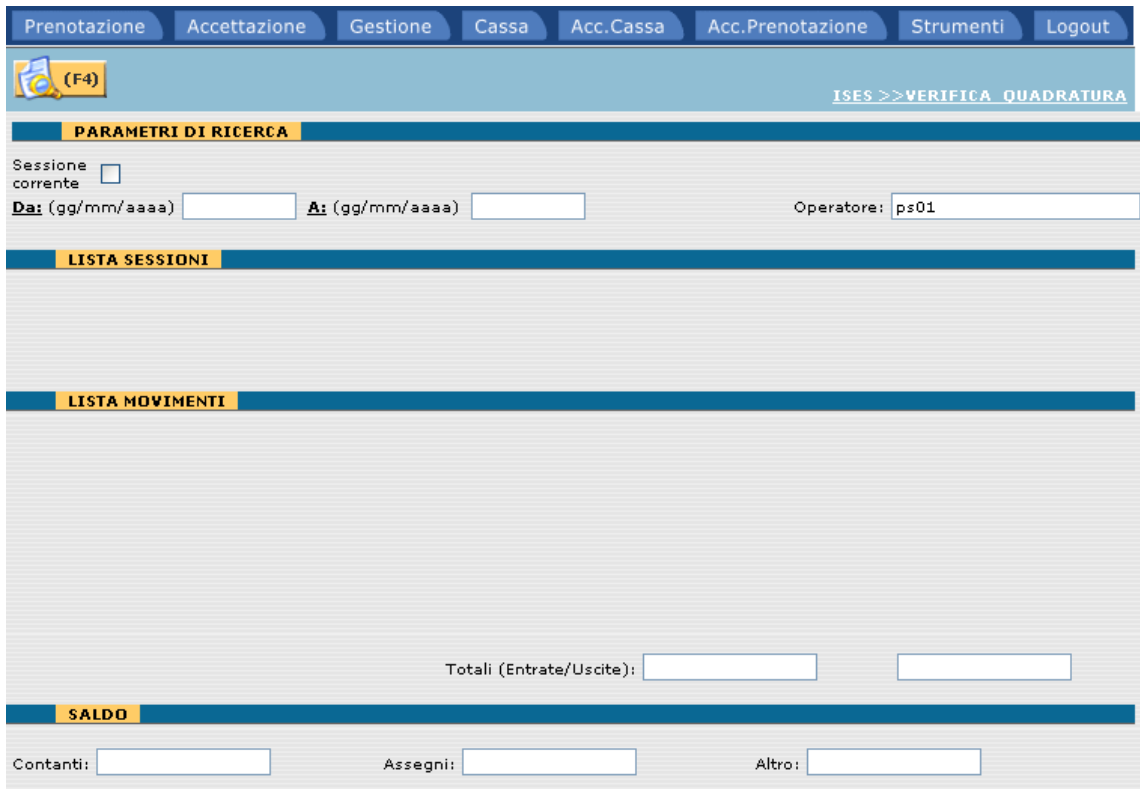 Prenotazione Accettazione Gestione Cassa Acc.Cassa Acc.Prenotazione Strumenti Logout
(F4)
ISES >>VERIFICA QUADRATURA
PARAMETRI DI RICERCA
Sessione
corrente
Da: (gg/mm/aaaa) A: (gg/mm/aaaa) Operatore: ps01
LISTA SESSIONI
LISTA MOVIMENTI
Totali (Entrate/Uscite):
SALDO
Contanti: Assegni: Altro: